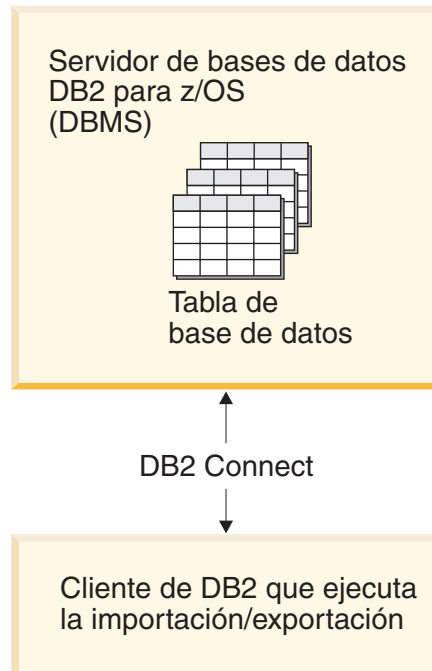 Servidor de bases de datos
DB2 para z/OS
(DBMS)
Tabla de
base de datos
DB2 Connect
Cliente de DB2 que ejecuta
la importación/exportación